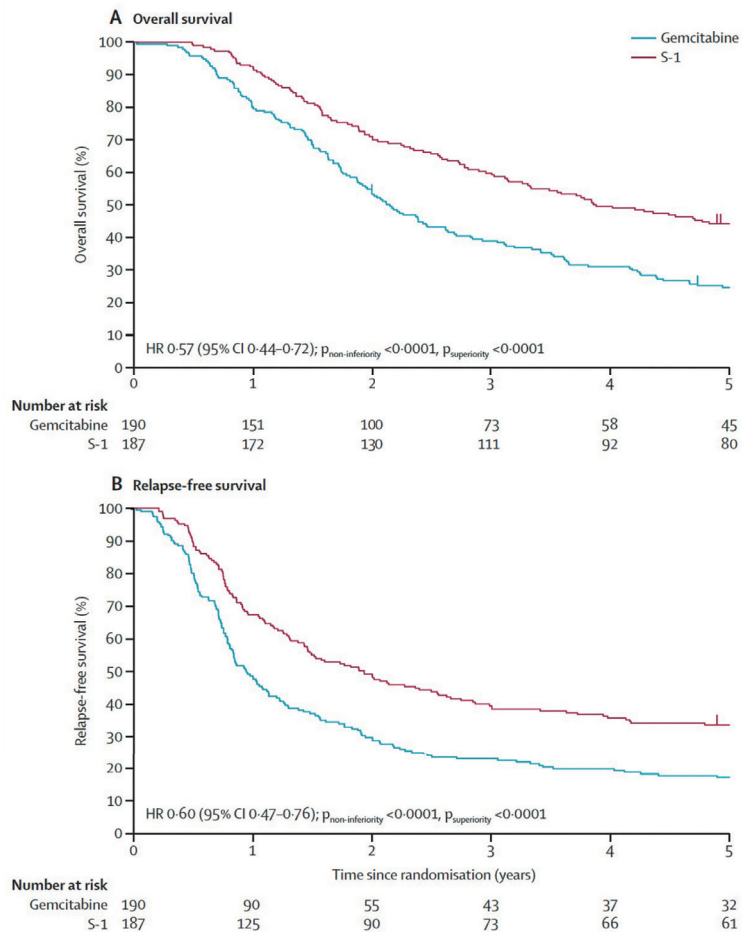 A Overall survival
Gemcitabine
S-1
Overall survival (%)
100
90
80
70
60
50
40
30
20
10
0
HR 0·57 (95% CI 0·44–0·72); pnon-inferiority <0·0001, psuperiority <0·0001
0 1 2 3 4 5
Number at risk
Gemcitabine 190 151 100 73 58 45
S-1 187 172 130 111 92 80
B Relapse-free survival
Relapse-free survival (%)
100
90
80
70
60
50
40
30
20
10
0
HR 0·60 (95% CI 0·47–0·76); pnon-inferiority <0·0001, psuperiority <0·0001
0 1 2 3 4 5
Time since randomisation (years)
Number at risk
Gemcitabine 190 90 55 43 37 32
S-1 187 125 90 73 66 61